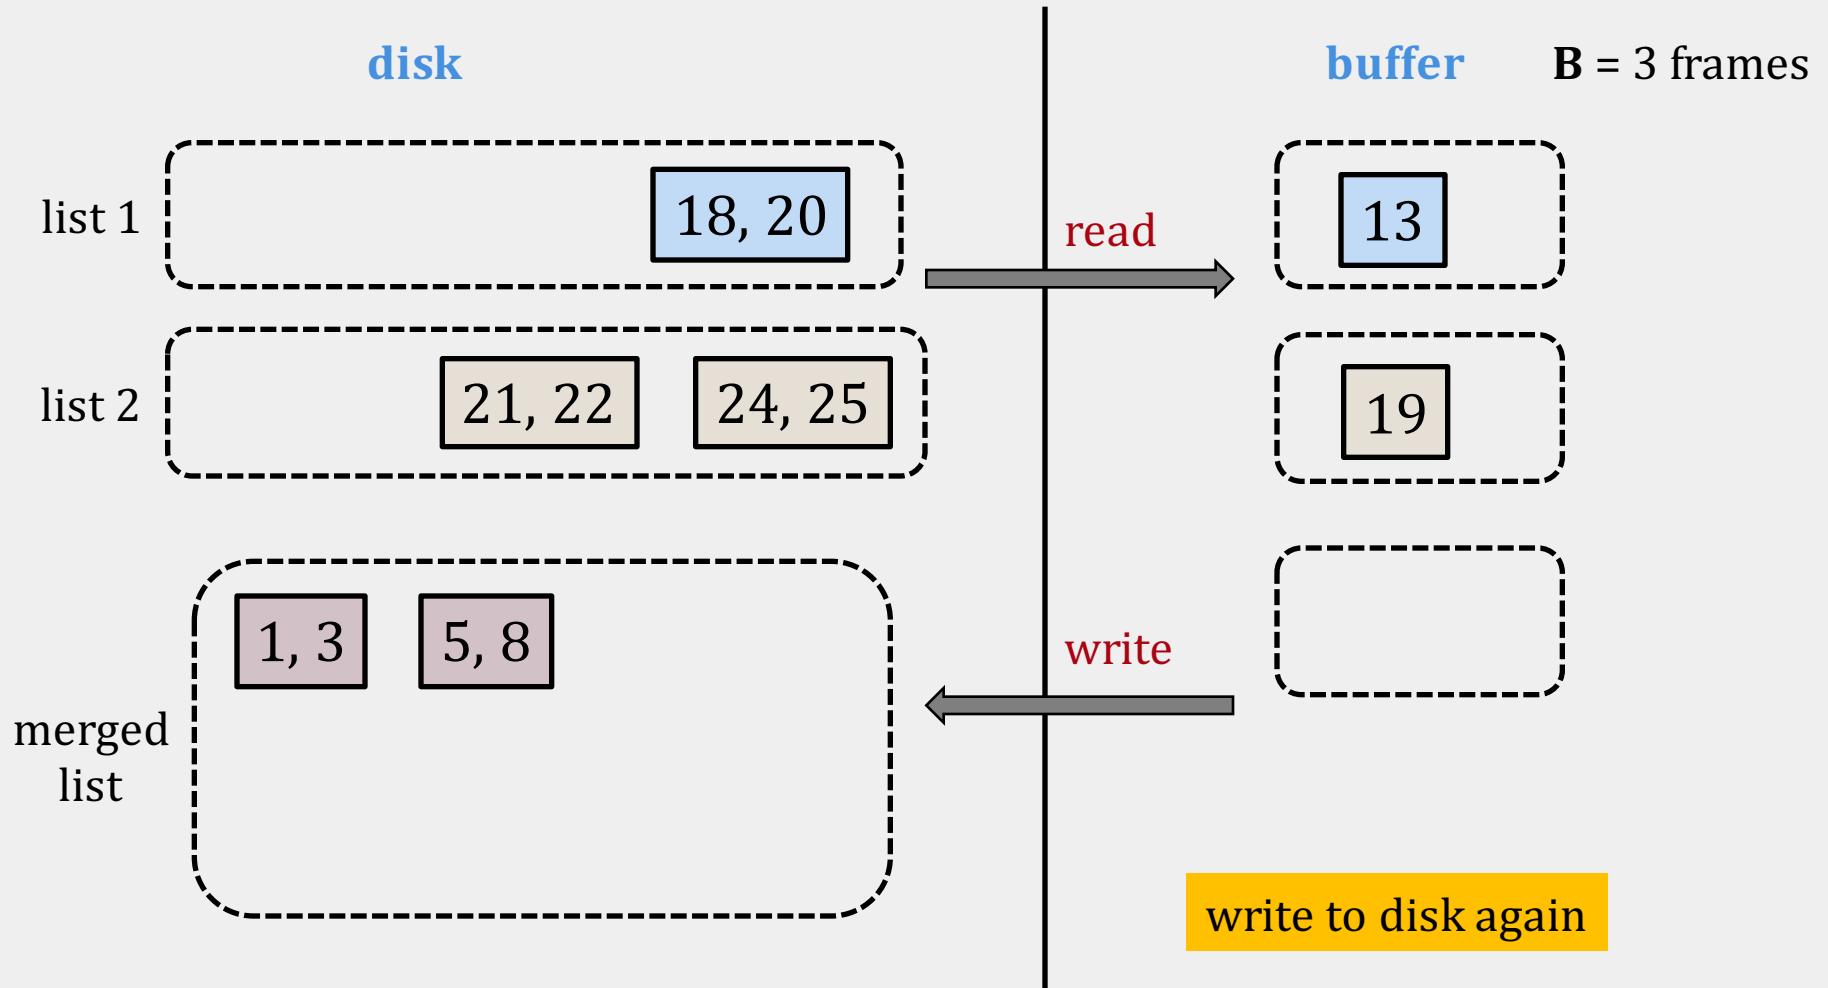 disk
buffer
B = 3 frames
list 1
18, 20
read
13
list 2
21, 22
24, 25
19
1, 3
5, 8
write
merged
list
write to disk again